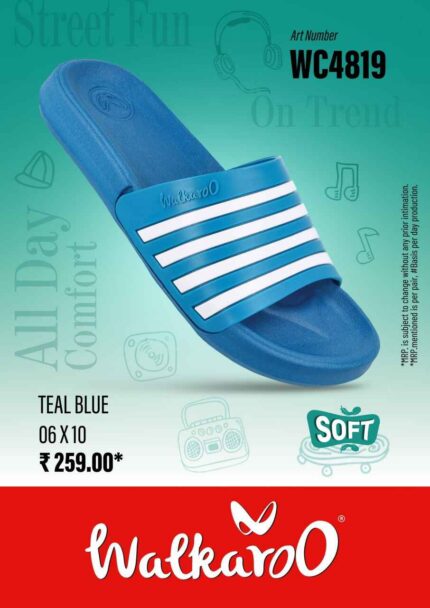 Street Fun
Art Number
WC4819
On Trend
WalkaroO
All Day
Comfort
*MRP. is subject to change without any prior intimation.
*MRP.mentioned is per pair. #Basis per day production.
TEAL BLUE
06 X 10
₹ 259.00*
SOFT
WalkaroO®